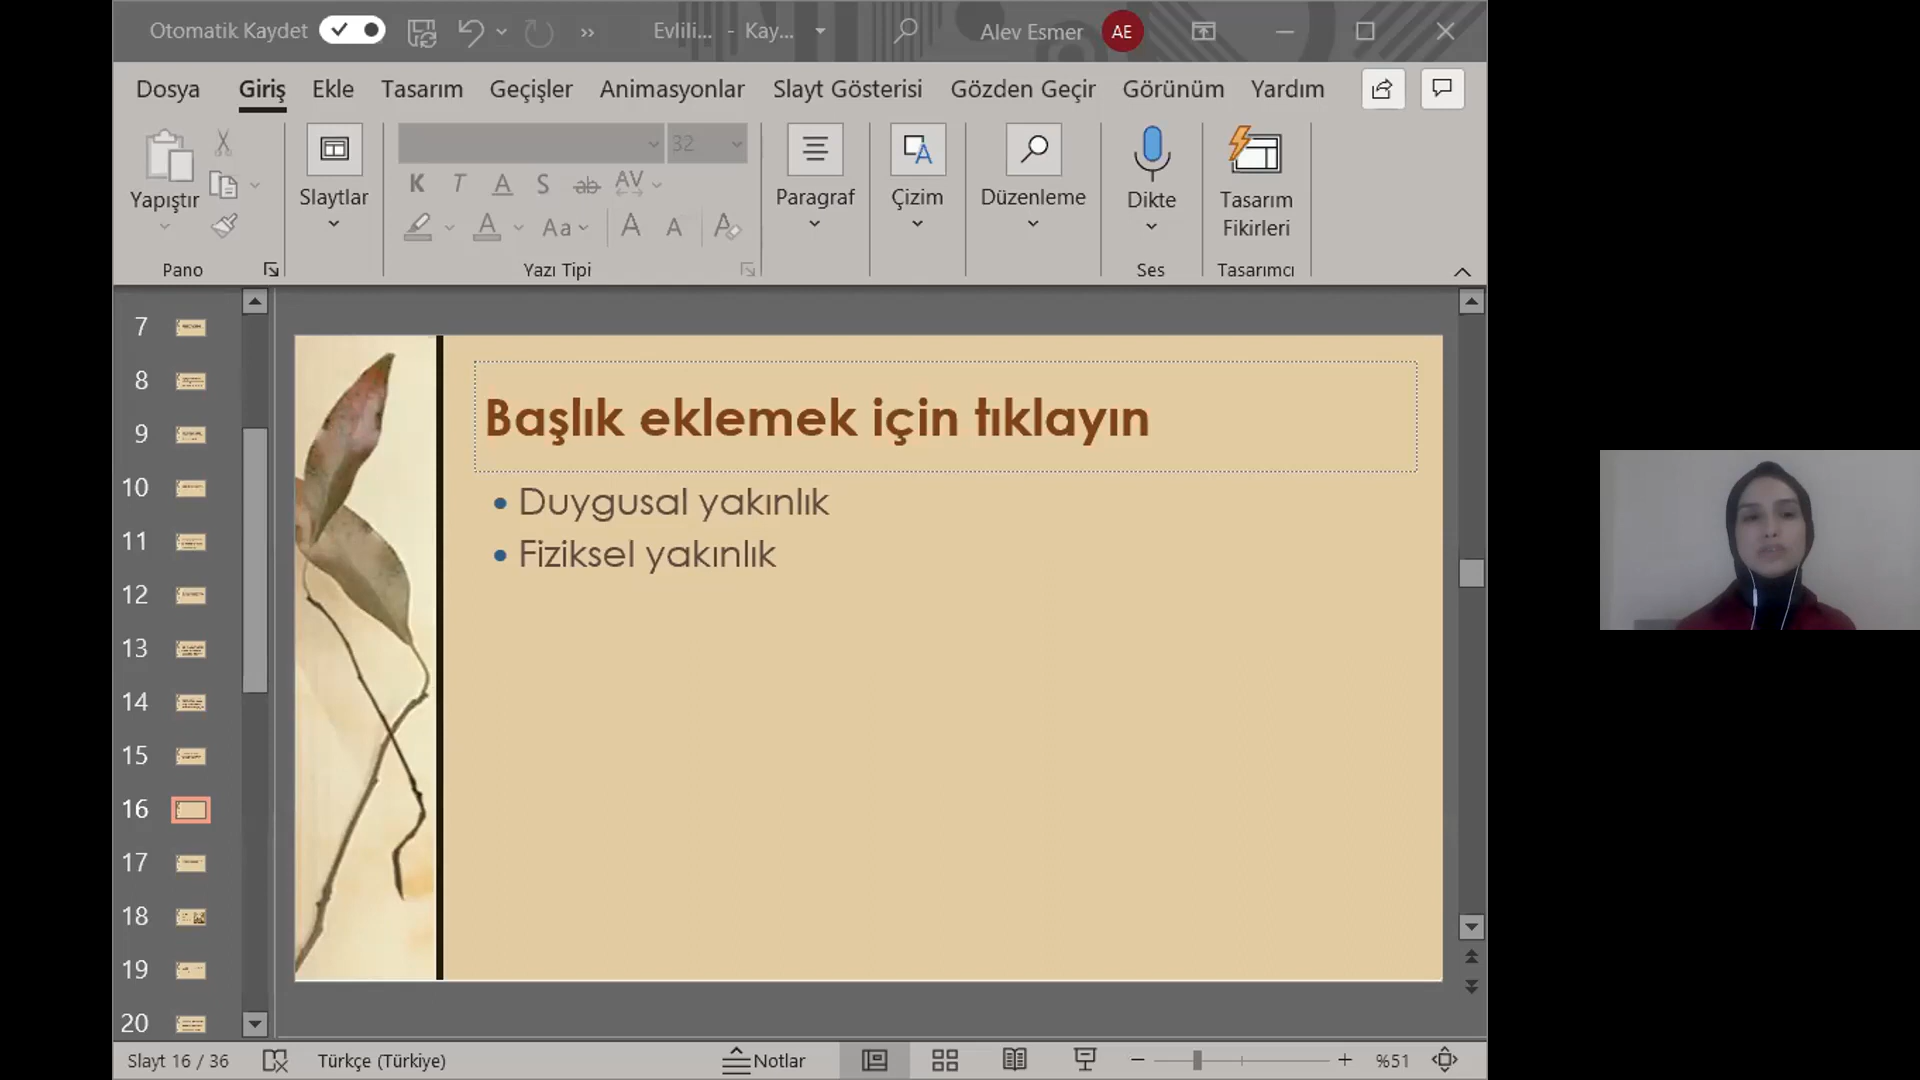 Otomatik Kaydet
Evlili... - Kay...
Alev Esmer
AE
Dosya
Giriş
Ekle
Tasarım
Geçişler
Animasyonlar
Slayt Gösterisi
Gözden Geçir
Görünüm
Yardım
32
K T A S ab AV
A Aa A A A
Yapıştır
Slaytlar
Paragraf
Çizim
Düzenleme
Dikte
Tasarım
Fikirleri
Pano
Yazı Tipi
Ses
Tasarımcı
7
8
9
10
11
12
13
14
15
16
17
18
19
20
Başlık eklemek için tıklayın
• Duygusal yakınlık
• Fiziksel yakınlık
Slayt 16 / 36
Türkçe (Türkiye)
Notlar
%51